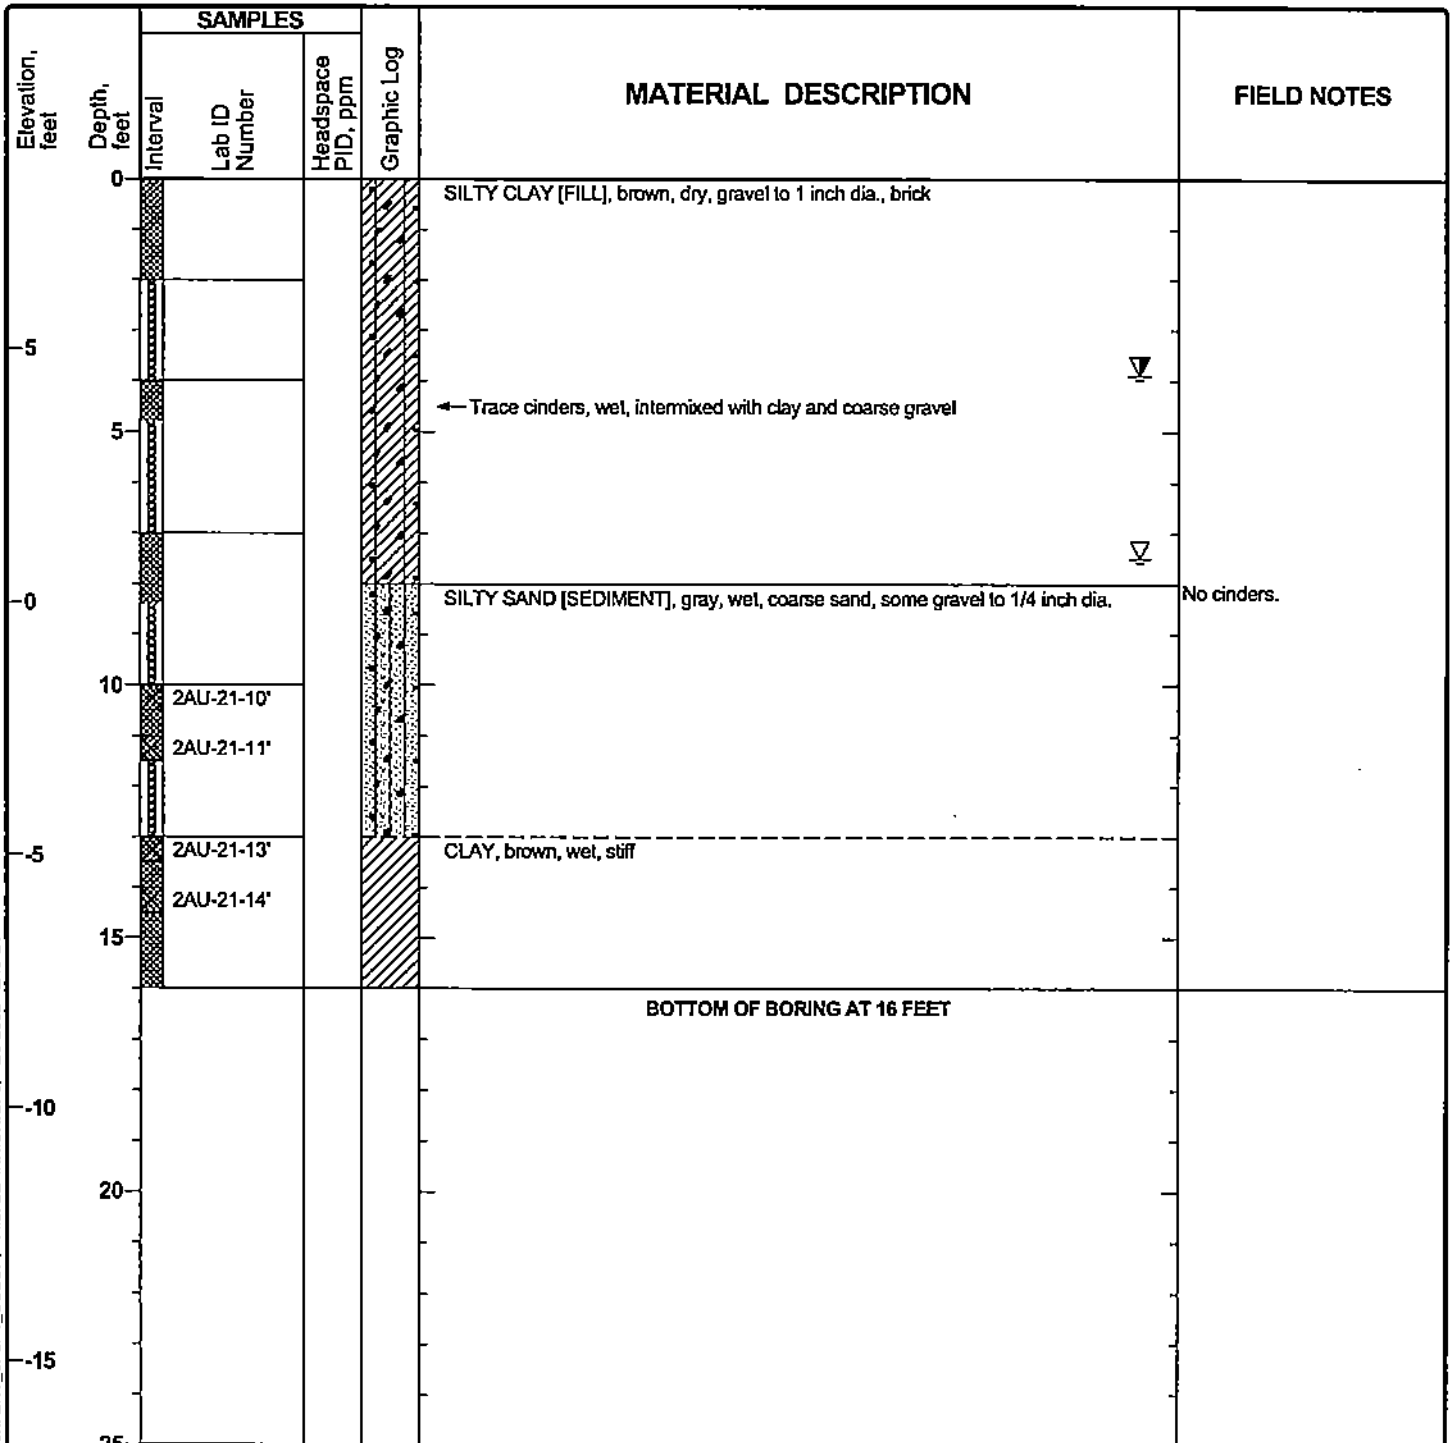 SAMPLES
Elevation, feet
Depth, feet
Interval
Lab ID Number
Headspace PID, ppm
Graphic Log
MATERIAL DESCRIPTION
FIELD NOTES
0
SILTY CLAY [FILL], brown, dry, gravel to 1 inch dia., brick
5
Trace cinders, wet, intermixed with clay and coarse gravel
5
0
SILTY SAND [SEDIMENT], gray, wet, coarse sand, some gravel to 1/4 inch dia.
No cinders.
10
2AU-21-10'
2AU-21-11'
-5
2AU-21-13'
CLAY, brown, wet, stiff
2AU-21-14'
15
BOTTOM OF BORING AT 16 FEET
-10
20
-15
25